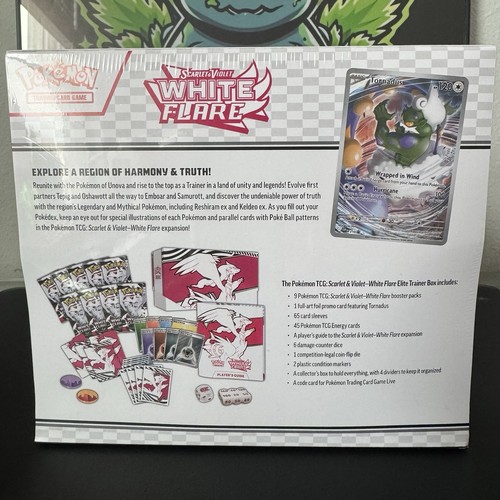 POKÉMON
TRADING CARD GAME
SCARLET & VIOLET
WHITE
FLARE
Tornadus
120
Wrapped in Wind
Hurricane
EXPLORE A REGION OF HARMONY & TRUTH!
Reunite with the Pokémon of Unova and rise to the top as a Trainer in a land of unity and legends! Evolve first
partners Tepig and Oshawott all the way to Emboar and Samurott, and discover the undeniable power of truth
with the region's Legendary and Mythical Pokémon, including Reshiram ex and Keldeo ex. As you fill out your
Pokédex, keep an eye out for special illustrations of each Pokémon and parallel cards with Poké Ball patterns
in the Pokémon TCG: Scarlet & Violet–White Flare expansion!
The Pokémon TCG: Scarlet & Violet–White Flare Elite Trainer Box includes:
• 9 Pokémon TCG: Scarlet & Violet–White Flare booster packs
• 1 full-art foil promo card featuring Tornadus
• 65 card sleeves
• 45 Pokémon TCG Energy cards
• A player's guide to the Scarlet & Violet–White Flare expansion
• 6 damage-counter dice
• 1 competition-legal coin-flip die
• 2 plastic condition markers
• A collector's box to hold everything, with 4 dividers to keep it organized
• A code card for Pokémon Trading Card Game Live
PLAYER'S GUIDE